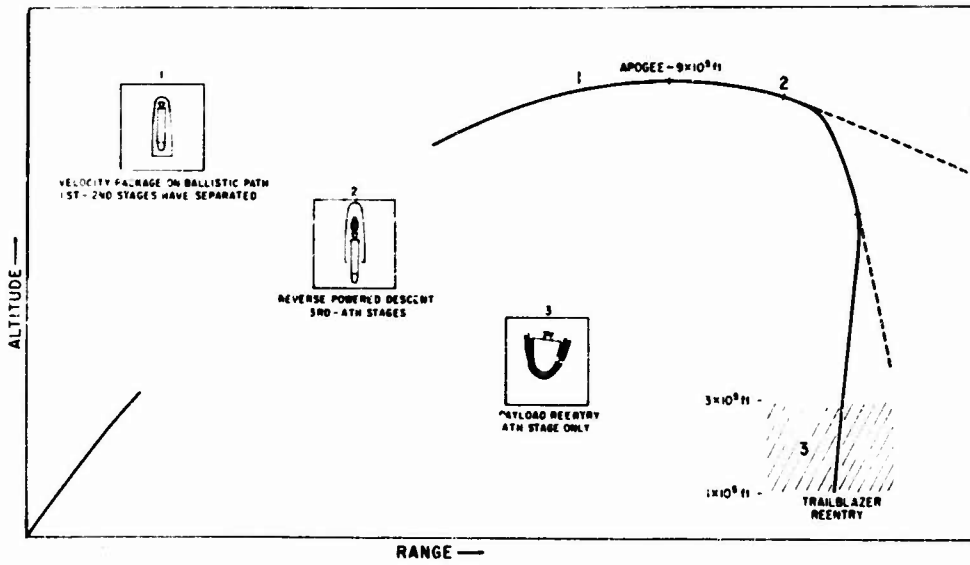 1
VELOCITY PACKAGE ON BALLISTIC PATH
1ST - 2ND STAGES HAVE SEPARATED
2
REVERSE POWERED DESCENT
3RD - 4TH STAGES
3
PAYLOAD REENTRY
4TH STAGE ONLY
1
APOGEE ~ 9×10⁵ ft
2
3×10⁵ ft
3
1×10⁵ ft
TRAILBLAZER
REENTRY
ALTITUDE
RANGE